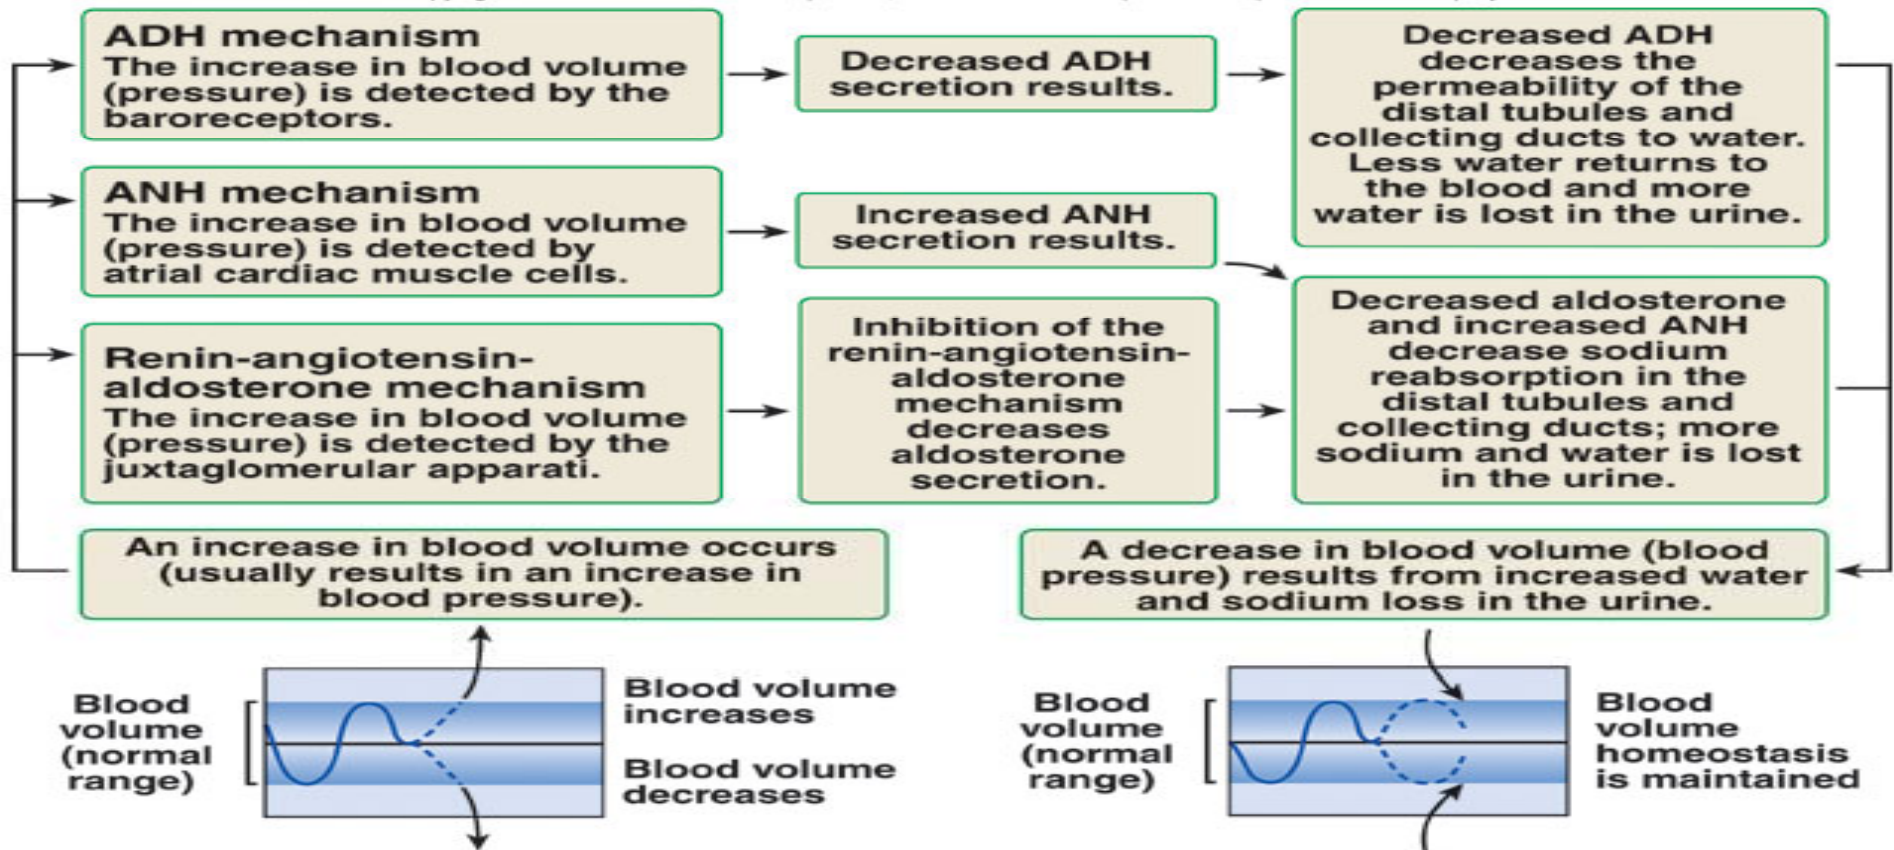 ADH mechanism
The increase in blood volume
(pressure) is detected by the
baroreceptors.
Decreased ADH
secretion results.
Decreased ADH
decreases the
permeability of the
distal tubules and
collecting ducts to water.
Less water returns to
the blood and more
water is lost in the urine.
ANH mechanism
The increase in blood volume
(pressure) is detected by
atrial cardiac muscle cells.
Increased ANH
secretion results.
Renin-angiotensin-
aldosterone mechanism
The increase in blood volume
(pressure) is detected by the
juxtaglomerular apparati.
Inhibition of the
renin-angiotensin-
aldosterone
mechanism
decreases
aldosterone
secretion.
Decreased aldosterone
and increased ANH
decrease sodium
reabsorption in the
distal tubules and
collecting ducts; more
sodium and water is lost
in the urine.
An increase in blood volume occurs
(usually results in an increase in
blood pressure).
A decrease in blood volume (blood
pressure) results from increased water
and sodium loss in the urine.
Blood
volume
(normal
range)
Blood volume
increases
Blood volume
decreases
Blood
volume
(normal
range)
Blood
volume
homeostasis
is maintained